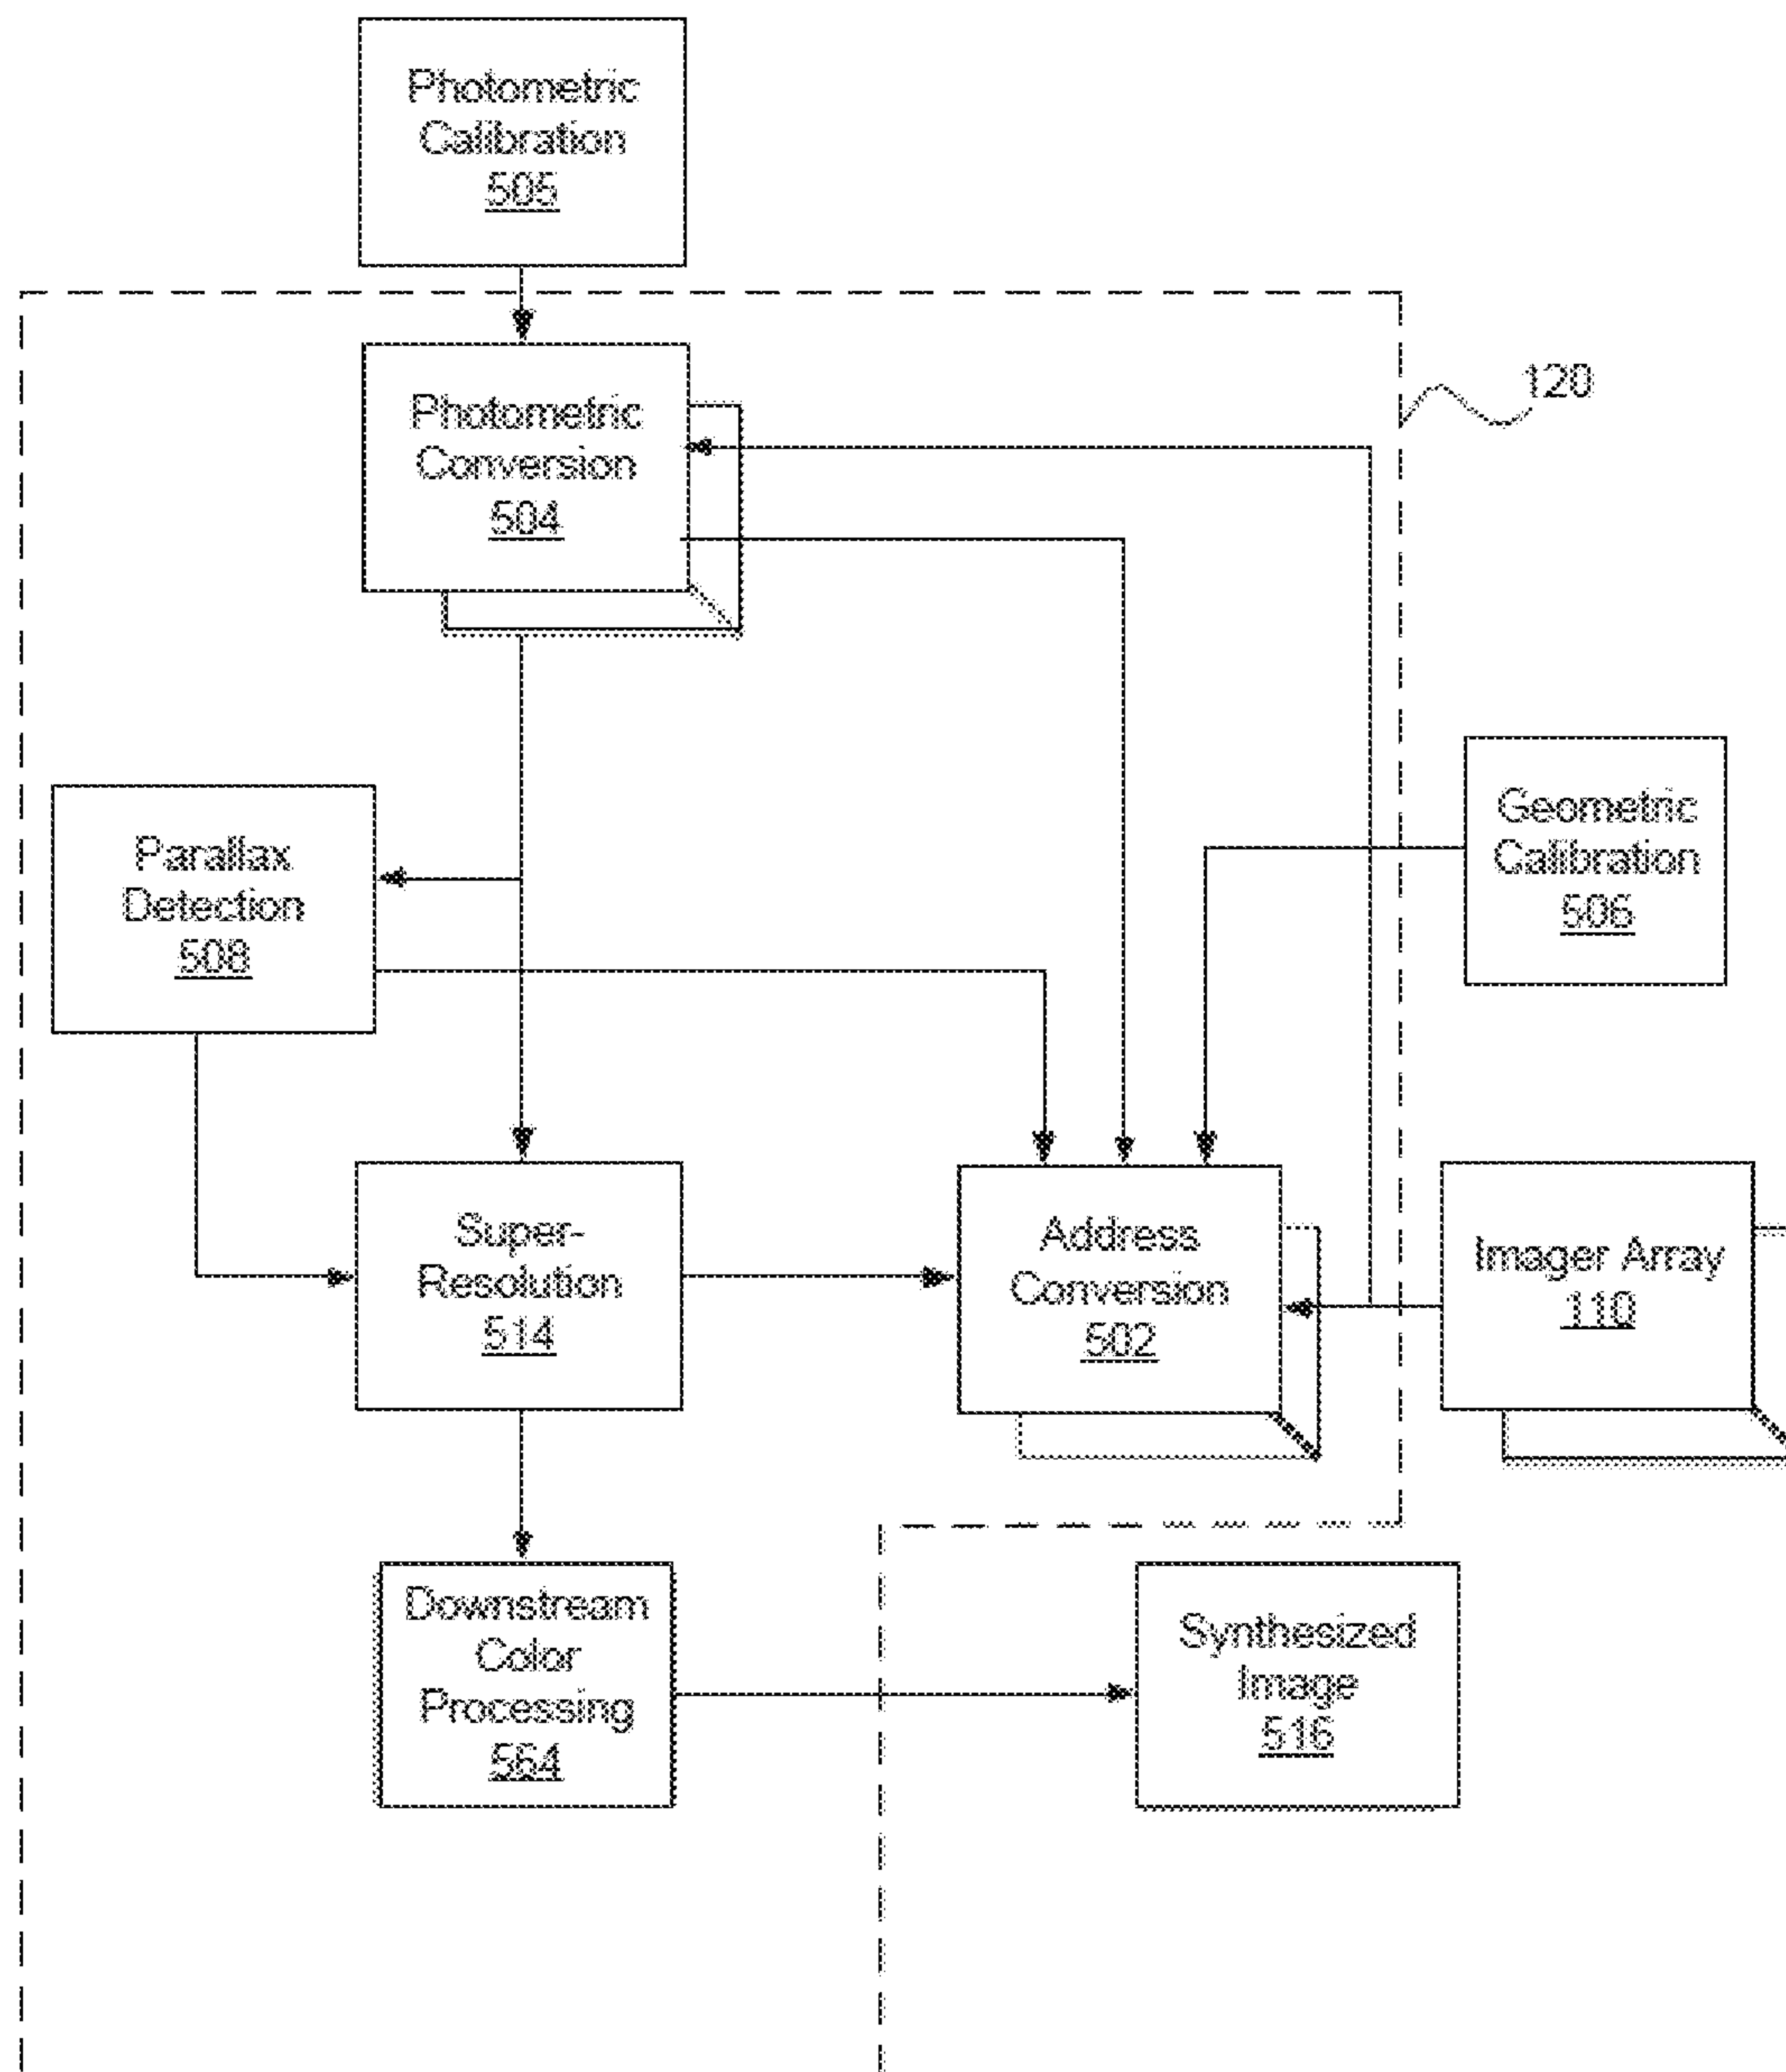 Photometric
Calibration
505
120
Photometric
Conversion
504
Geometric
Calibration
506
Parallax
Detection
508
Super-
Resolution
514
Address
Conversion
502
Imager Array
110
Downstream
Color
Processing
564
Synthesized
Image
516